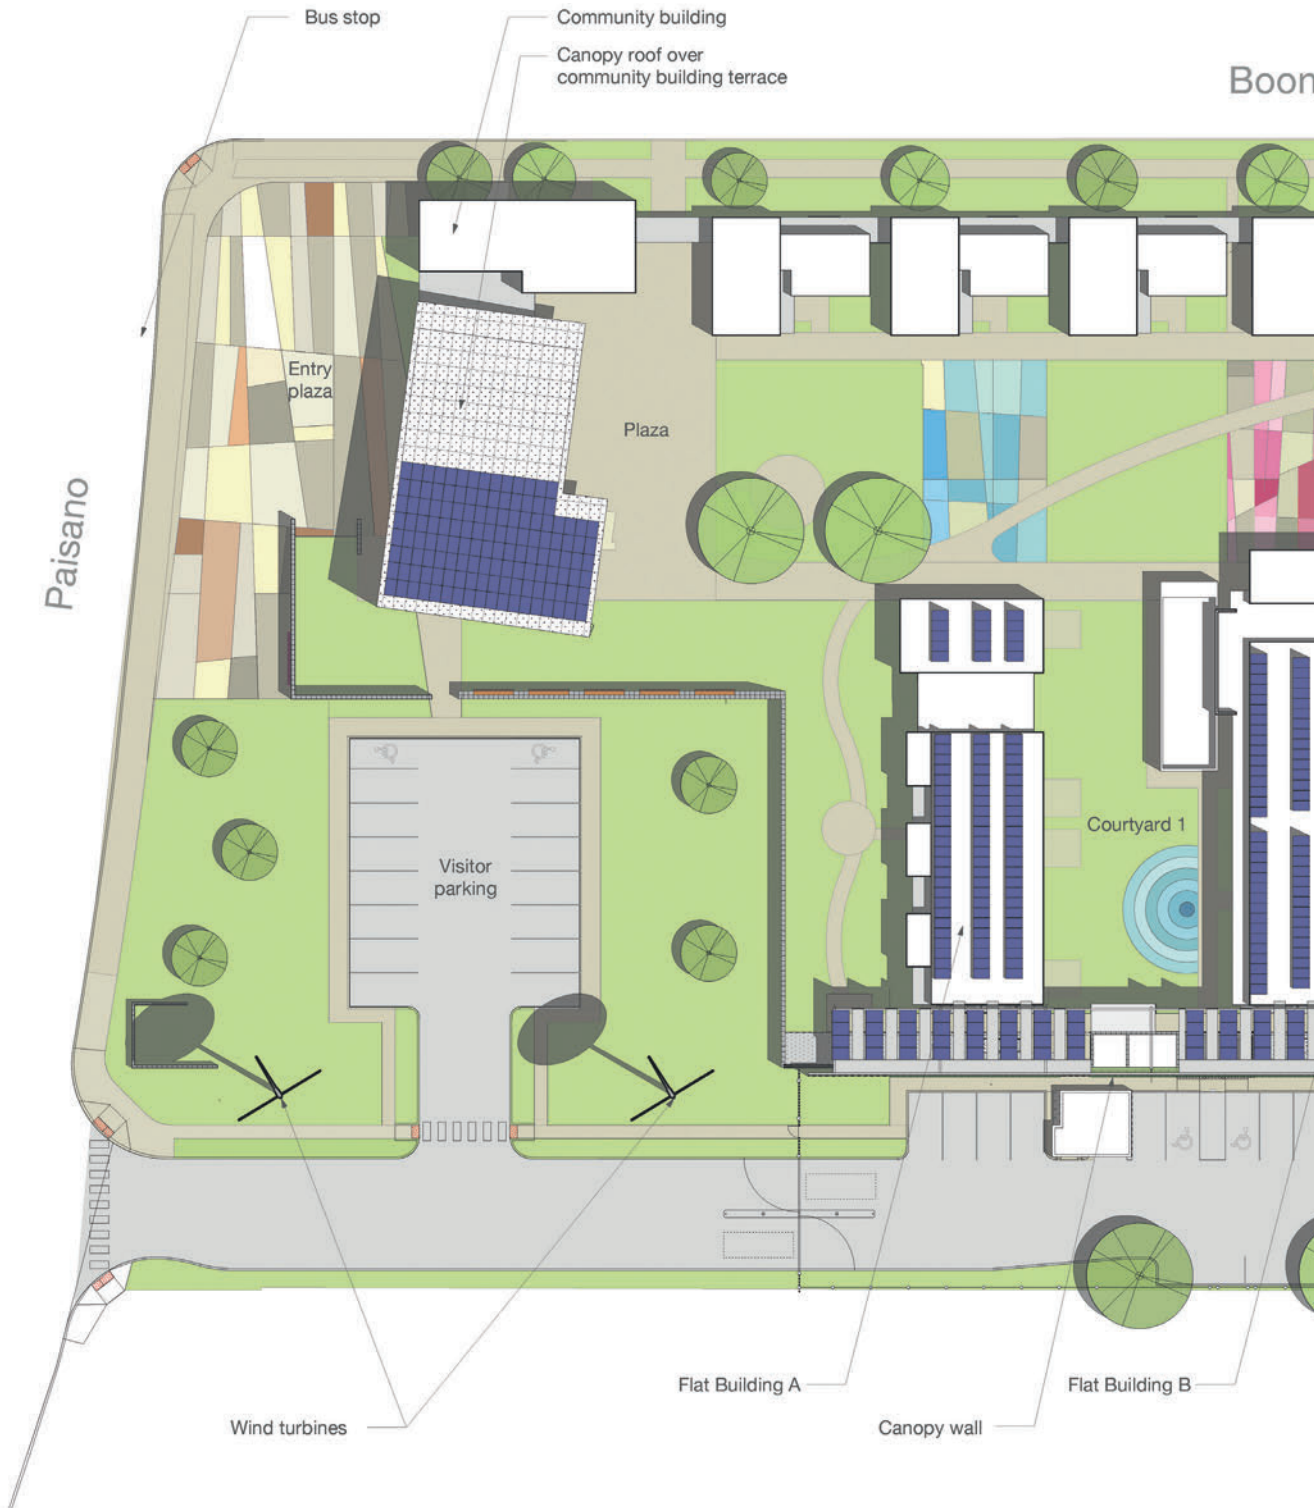 Bus stop
Community building
Canopy roof over
community building terrace
Boon
Entry
plaza
Plaza
Paisano
Courtyard 1
Visitor
parking
Flat Building A
Flat Building B
Wind turbines
Canopy wall